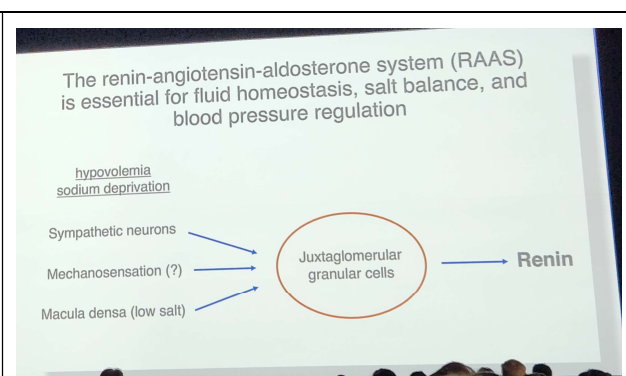 The renin-angiotensin-aldosterone system (RAAS)
is essential for fluid homeostasis, salt balance, and
blood pressure regulation
hypovolemia
sodium deprivation
Sympathetic neurons
Mechanosensation (?)
Macula densa (low salt)
Juxtaglomerular
granular cells
Renin